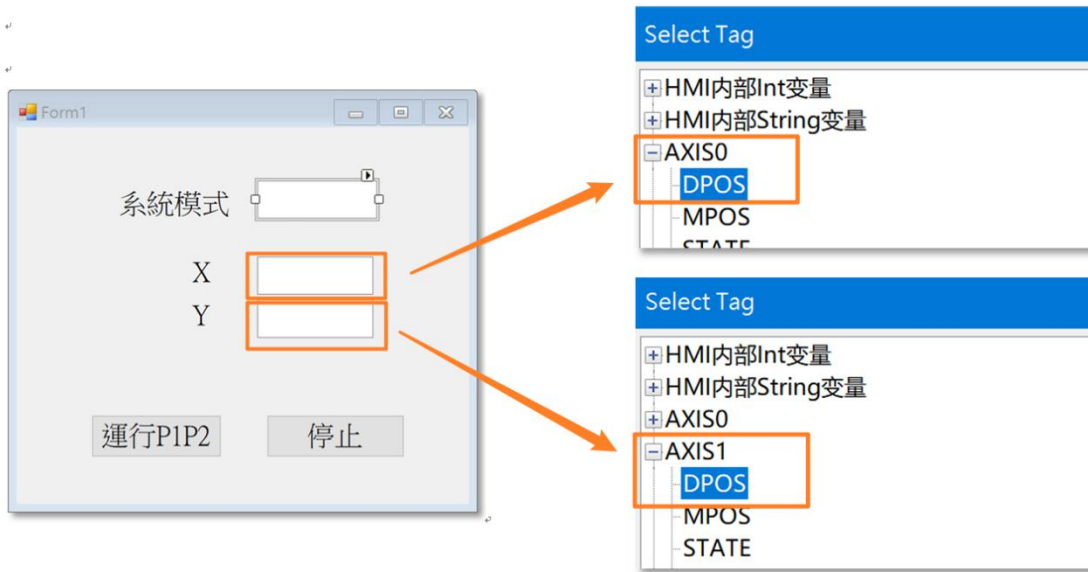 Form1
系統模式
X
Y
運行P1P2
停止
Select Tag
HMI内部Int变量
HMI内部String变量
AXIS0
DPOS
MPOS
STATE
Select Tag
HMI内部Int变量
HMI内部String变量
AXIS0
AXIS1
DPOS
MPOS
STATE